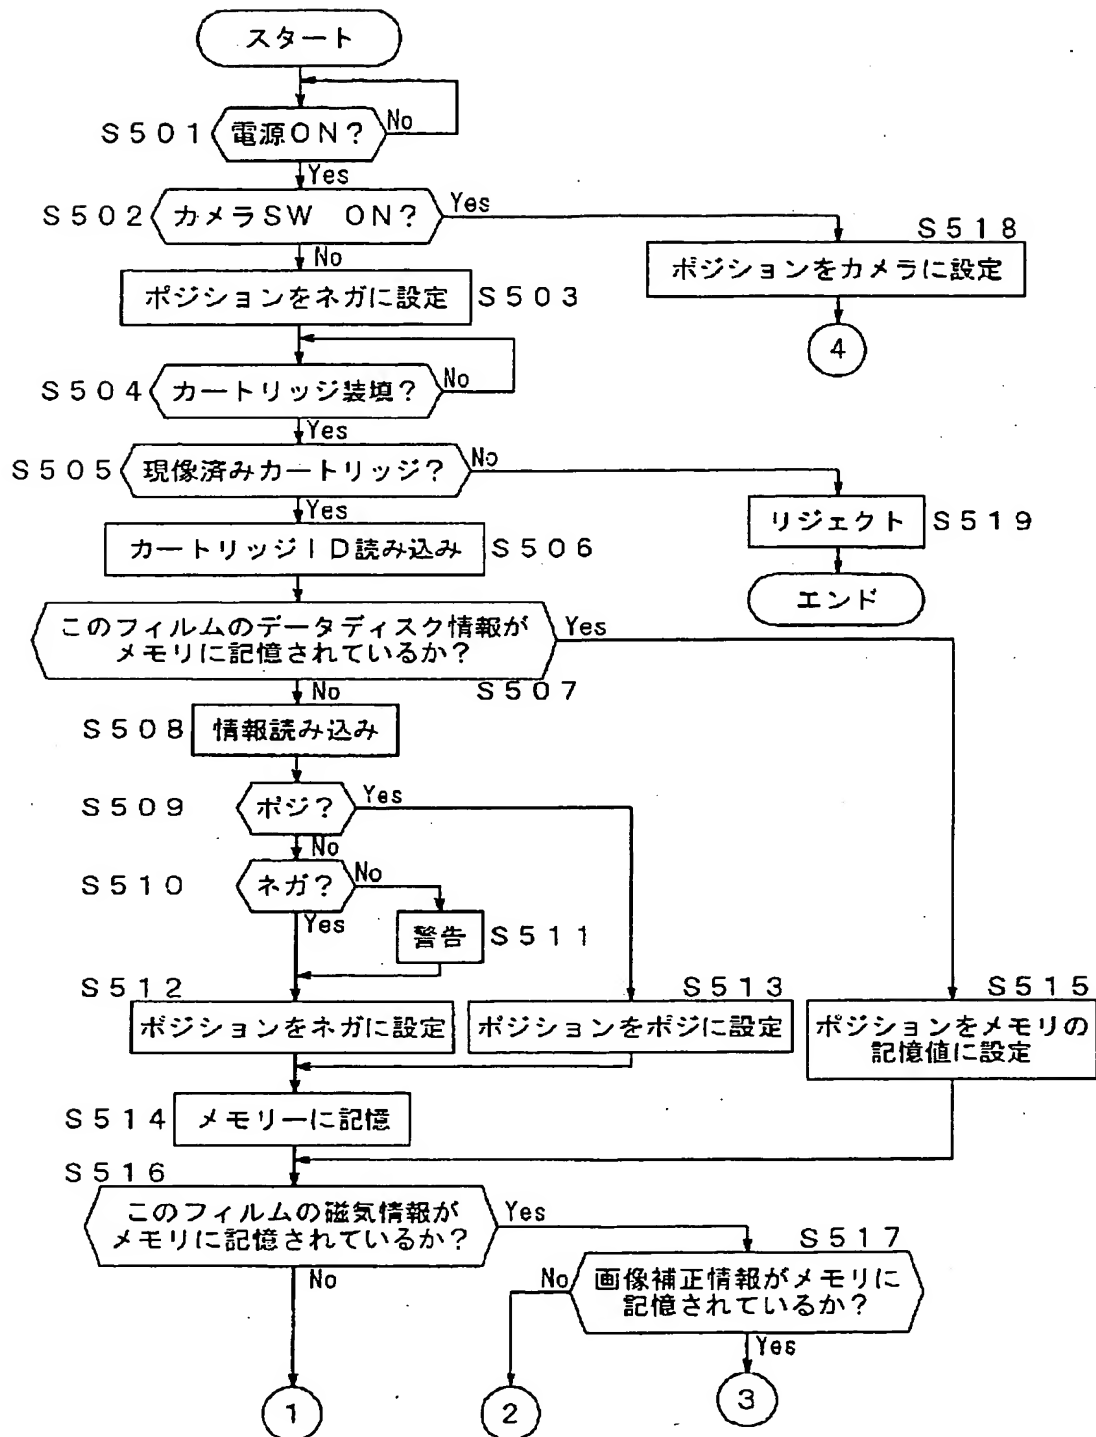 スタート
S501
電源ON?
No
Yes
S502
カメラSW ON?
Yes
No
S518
ポジションをカメラに設定
4
ポジションをネガに設定
S503
S504
カートリッジ装填?
No
Yes
S505
現像済みカートリッジ?
No
Yes
リジェクト
S519
エンド
カートリッジID読み込み
S506
このフィルムのデータディスク情報が
メモリに記憶されているか?
Yes
No
S507
S508
情報読み込み
S509
ポジ?
Yes
No
S510
ネガ?
No
Yes
警告
S511
S512
ポジションをネガに設定
S513
ポジションをポジに設定
S515
ポジションをメモリの
記憶値に設定
S514
メモリーに記憶
S516
このフィルムの磁気情報が
メモリに記憶されているか?
Yes
No
S517
画像補正情報がメモリに
記憶されているか?
No
Yes
1
2
3